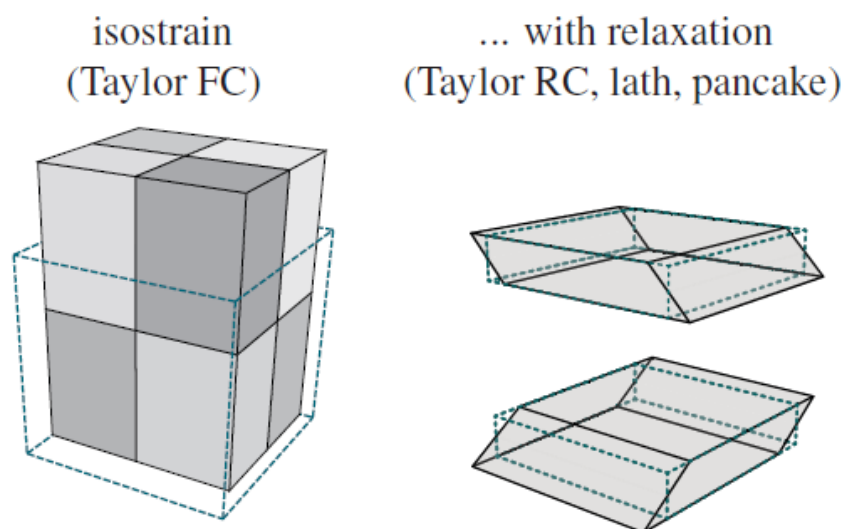 isostrain
(Taylor FC)
... with relaxation
(Taylor RC, lath, pancake)